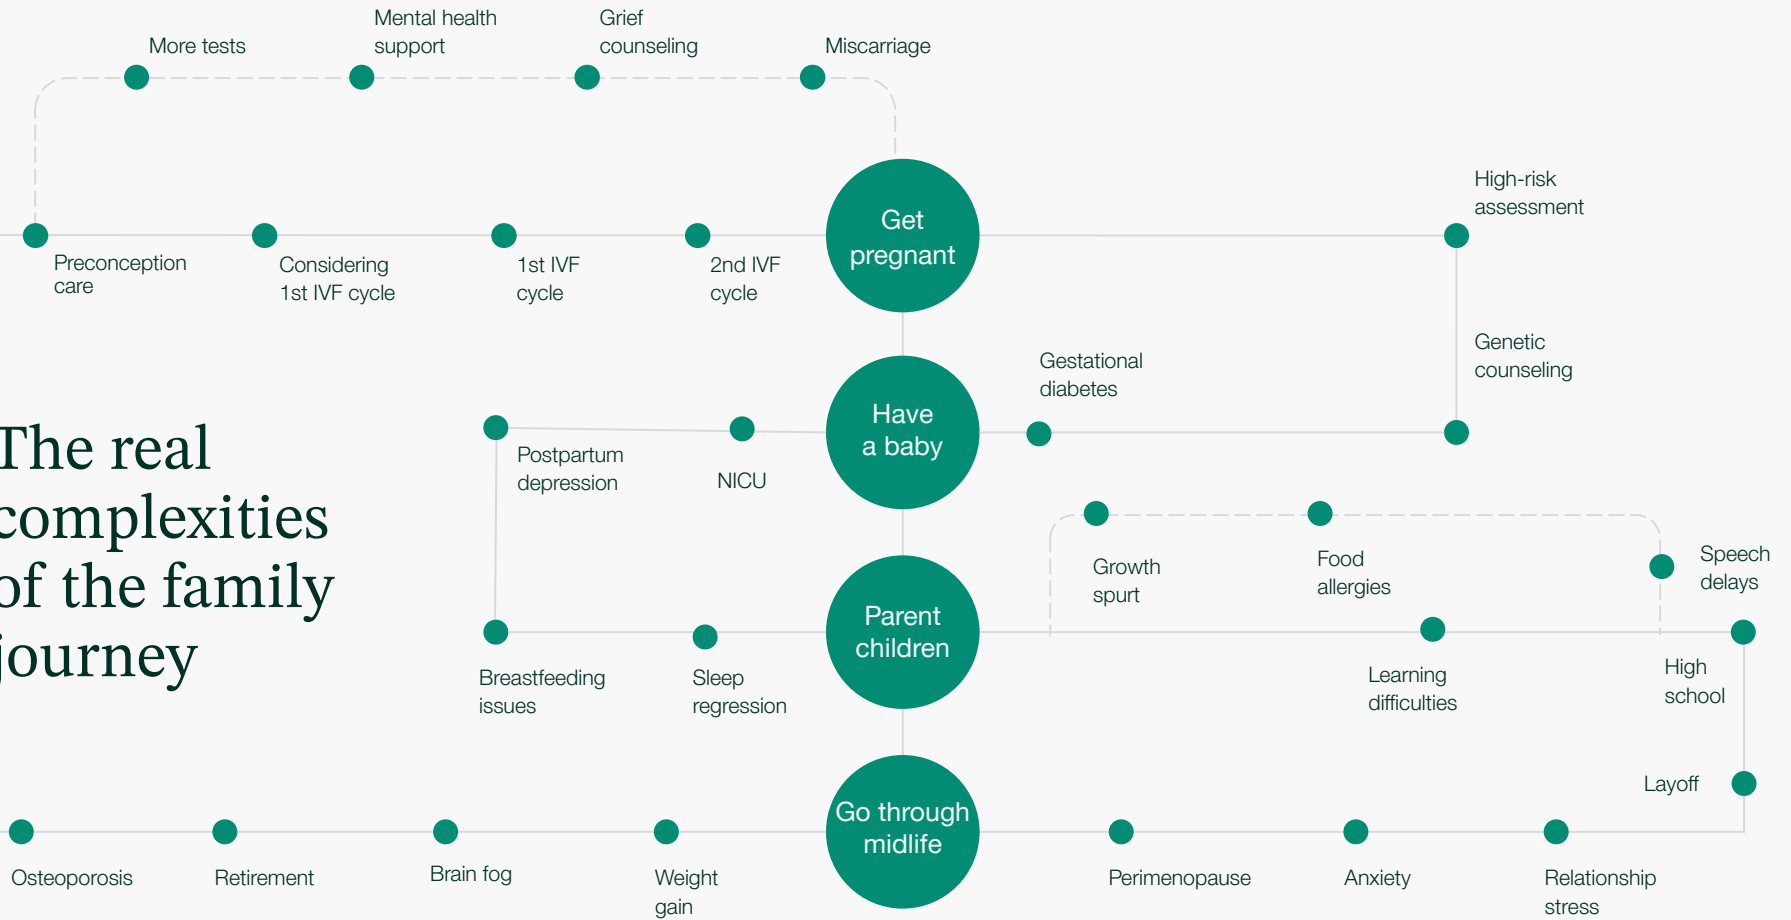 More tests
Mental health
support
Grief
counseling
Miscarriage
Preconception
care
Considering
1st IVF cycle
1st IVF
cycle
2nd IVF
cycle
Get
pregnant
High-risk
assessment
Genetic
counseling
Gestational
diabetes
Have
a baby
NICU
Postpartum
depression
The real
complexities
of the family
journey
Breastfeeding
issues
Sleep
regression
Parent
children
Growth
spurt
Food
allergies
Speech
delays
Learning
difficulties
High
school
Layoff
Relationship
stress
Anxiety
Perimenopause
Go through
midlife
Weight
gain
Brain fog
Retirement
Osteoporosis